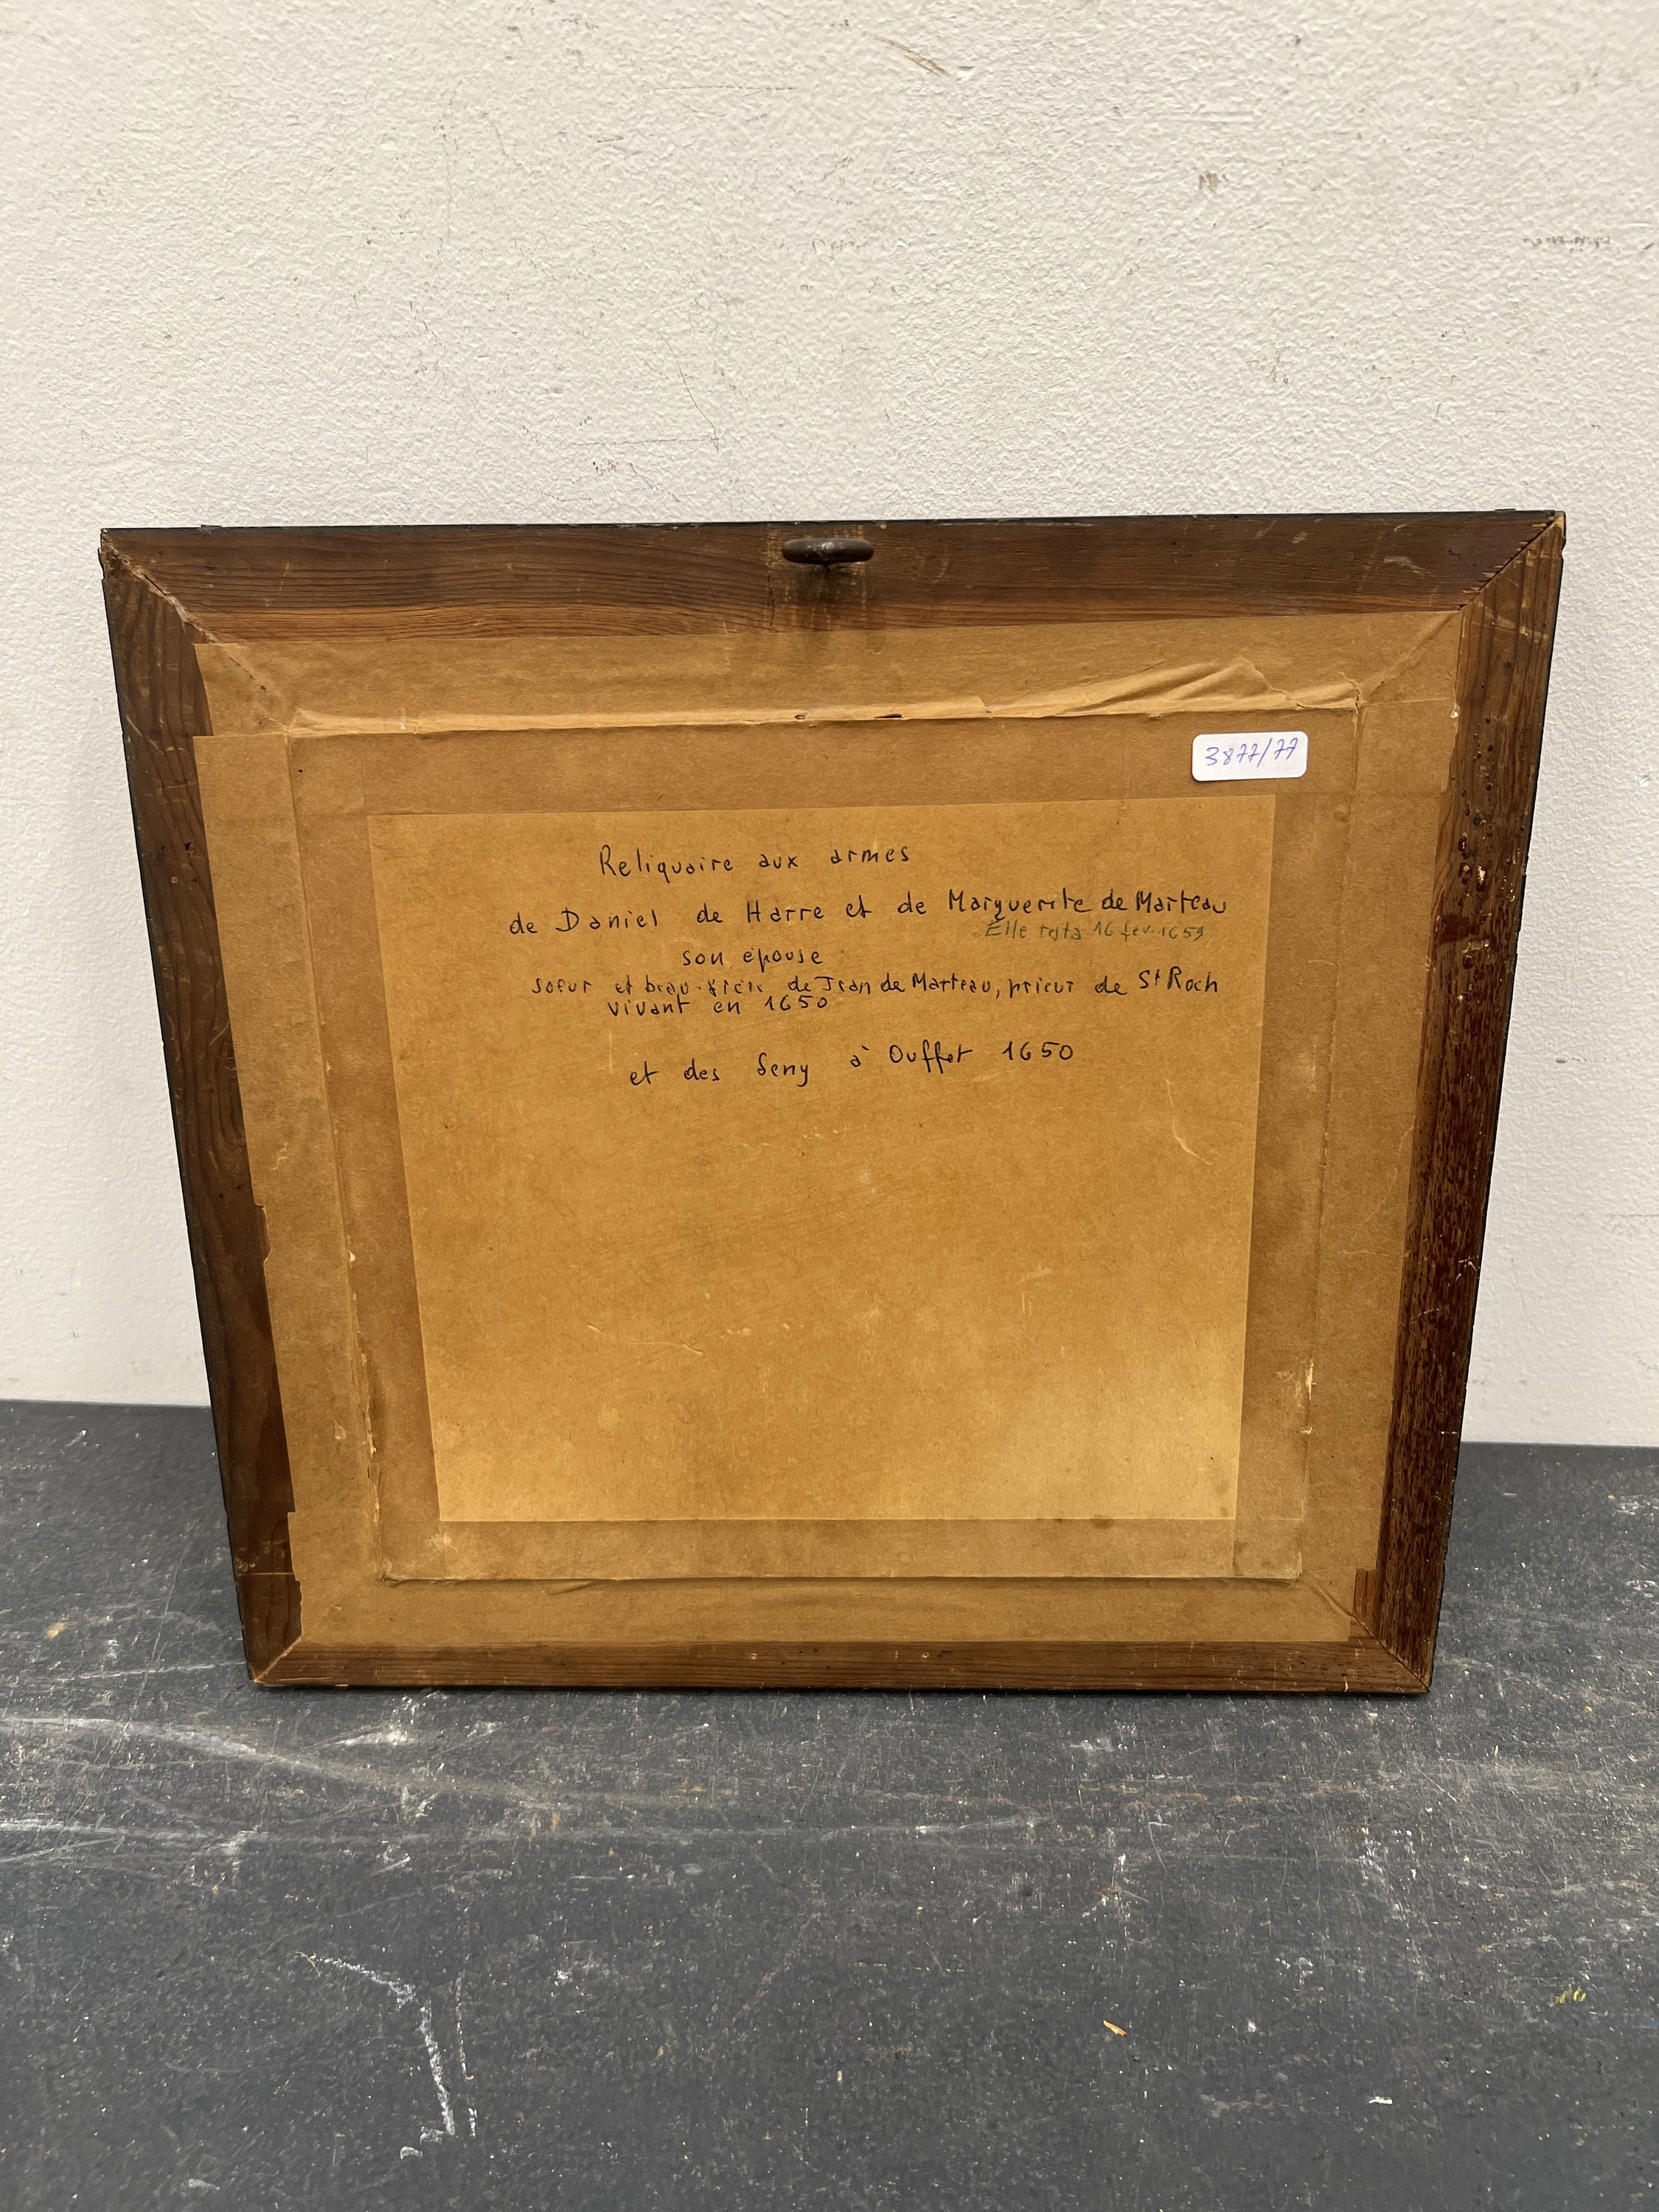 3877/77
Reliquaire aux armes
de Daniel de Harre et de Marguerite de Marteau
Elle testa 16 fev. 1659
son épouse
soeur et beau-frère de Jean de Marteau, prieur de St Roch
vivant en 1650
et des Seny à Ouffet 1650